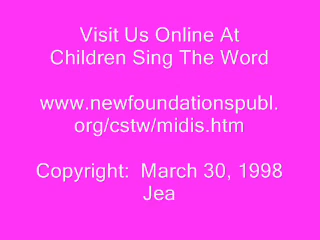 Visit Us Online At
Children Sing The Word
www.newfoundationspubl.
org/cstw/midis.htm
Copyright:  March 30, 1998
Jea